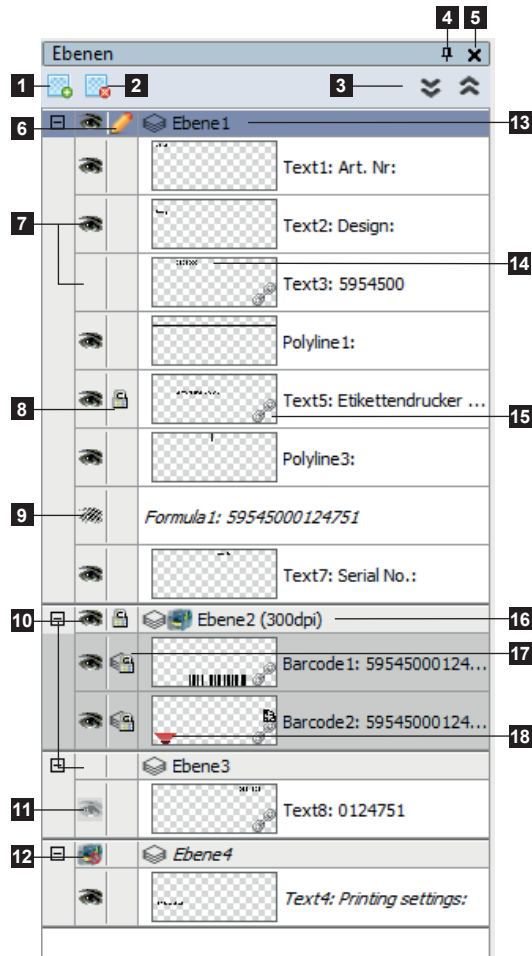 4 5
Ebenen
1 2 3
6 Ebene1 13
Text1: Art. Nr:
7 Text2: Design:
14
Text3: 5954500
Polyline1:
8 Text5: Etikettendrucker ... 15
Polyline3:
9 Formula1: 59545000124751
Text7: Serial No.:
10 Ebene2 (300dpi) 16
17
Barcode1: 59545000124...
Barcode2: 59545000124...
18
Ebene3
11 Text8: 0124751
12 Ebene4
Text4: Printing settings: